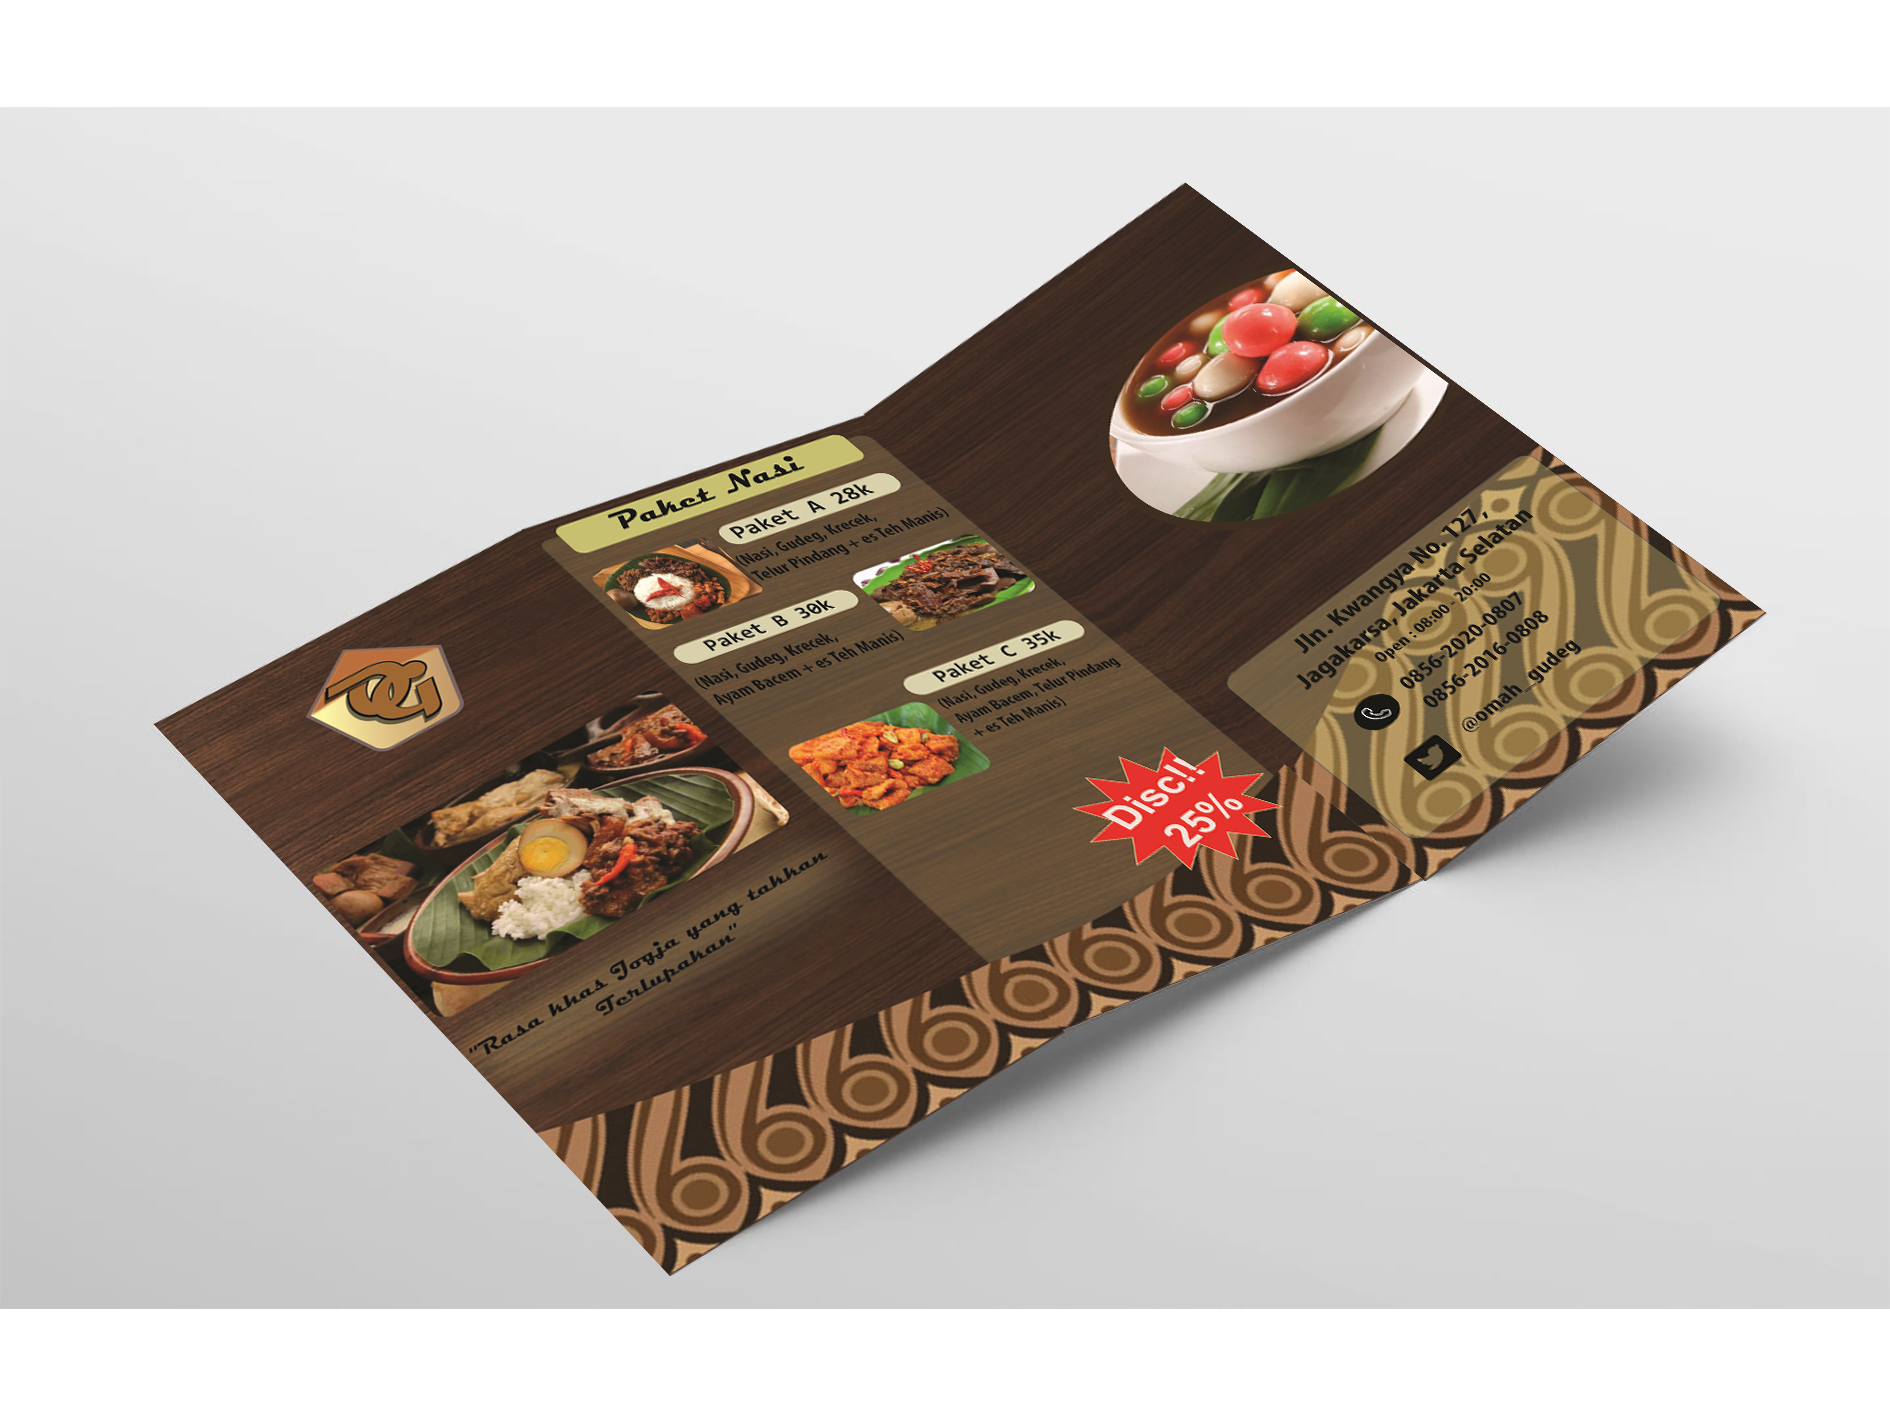 "Rasa khas Jogja yang takkan
Terlupakan"
Paket Nasi
Paket A 28k
(Nasi, Gudeg, Krecek,
Telur Pindang + es Teh Manis)
Paket B 30k
(Nasi, Gudeg, Krecek,
Ayam Bacem + es Teh Manis)
Paket C 35k
(Nasi, Gudeg, Krecek,
Ayam Bacem, Telur Pindang
+ es Teh Manis)
Disc!!
25%
Jln. Kwangya No. 127 ,
Jagakarsa, Jakarta Selatan
Open : 08:00 - 20:00
0856-2020-0807
0856-2016-0808
@omah_gudeg